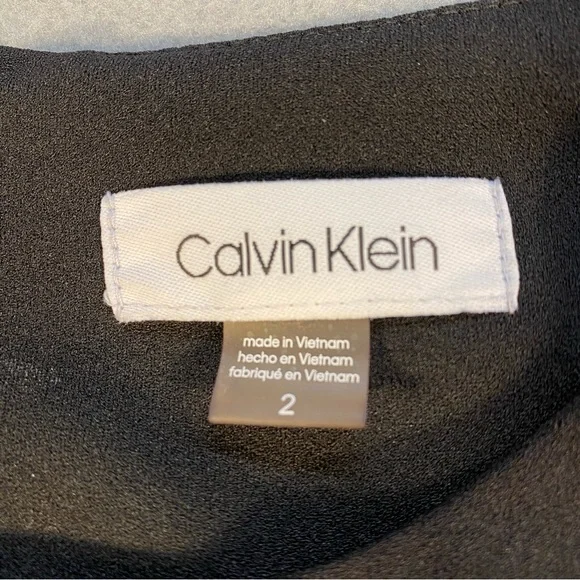 Calvin Klein
made in Vietnam
hecho en Vietnam
fabriqué en Vietnam
2